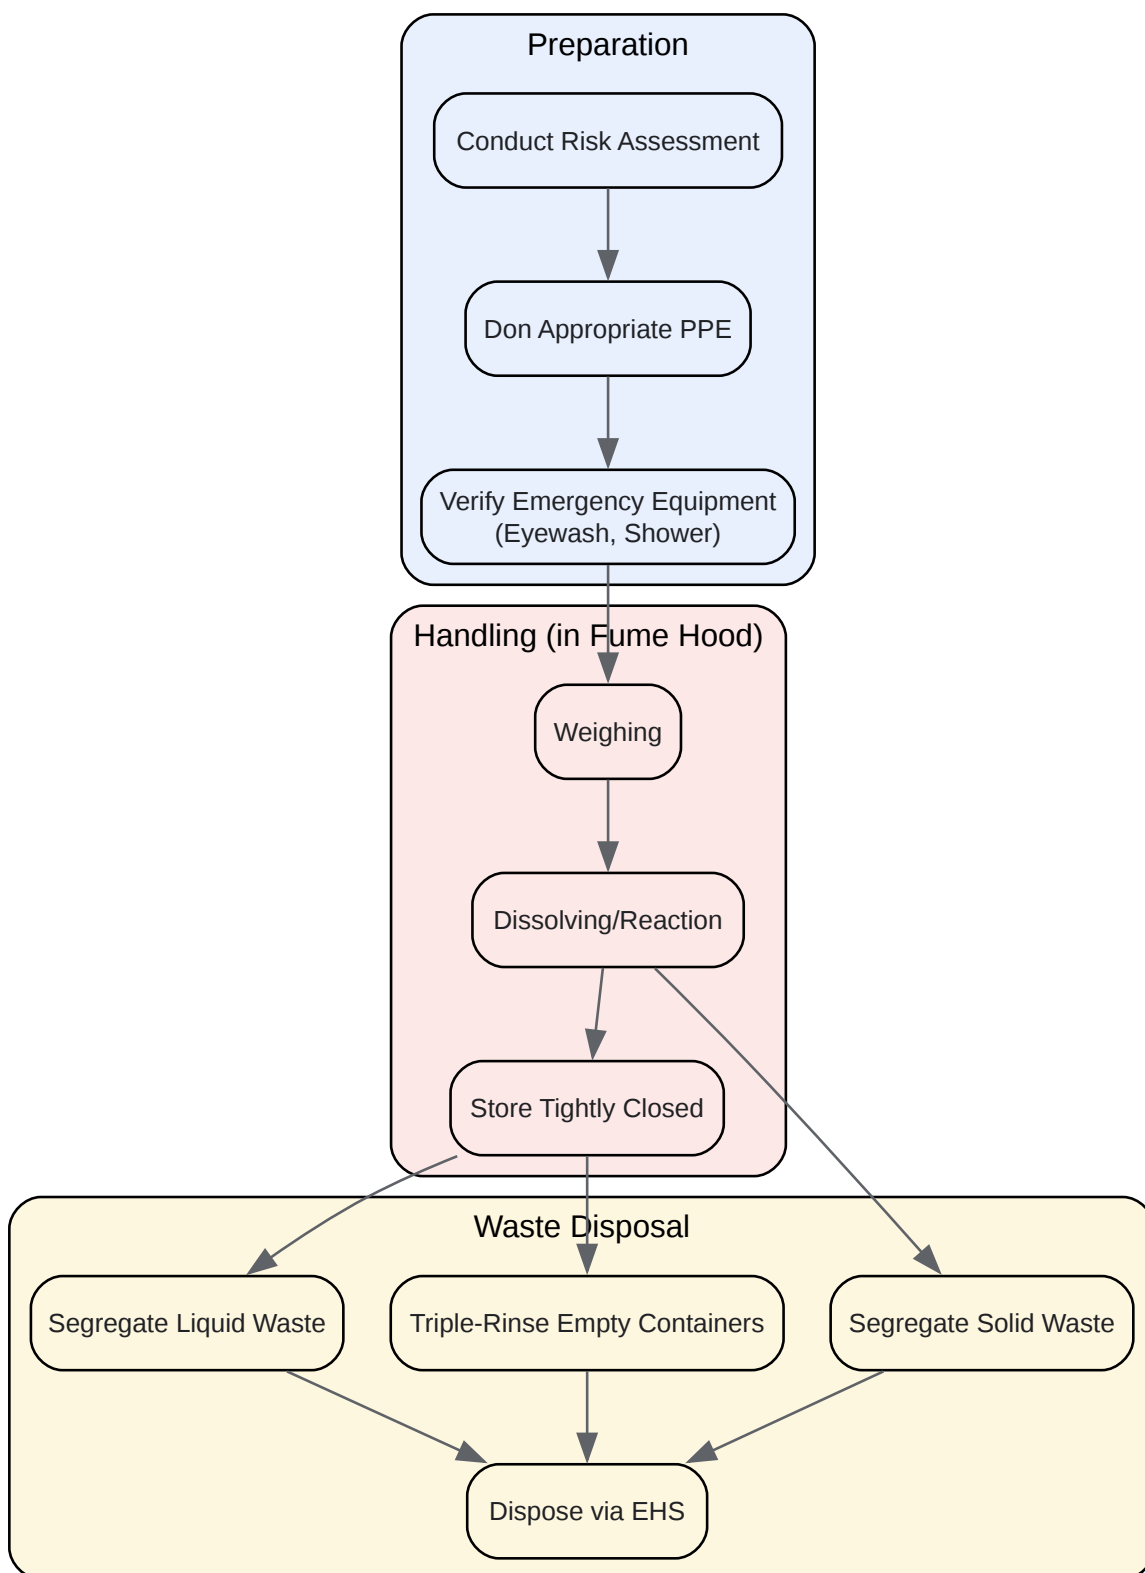 Preparation
Conduct Risk Assessment
Don Appropriate PPE
Verify Emergency Equipment
(Eyewash, Shower)
Handling (in Fume Hood)
Weighing
Dissolving/Reaction
Store Tightly Closed
Waste Disposal
Segregate Liquid Waste
Triple-Rinse Empty Containers
Segregate Solid Waste
Dispose via EHS